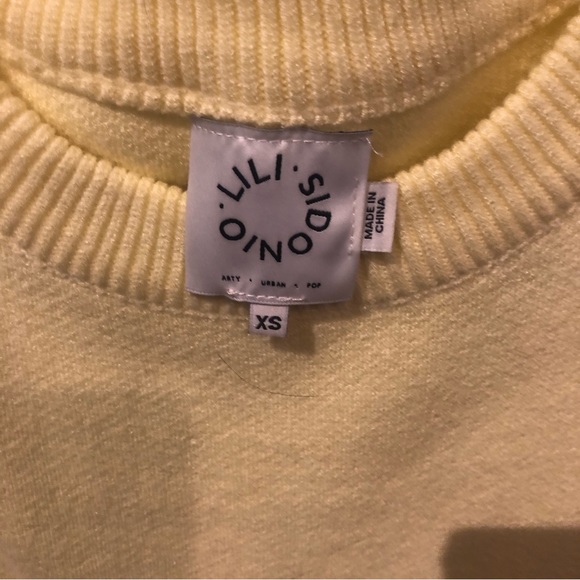 ·LILI·SIDONIO
ARTY • URBAN • POP
MADE IN
CHINA
XS